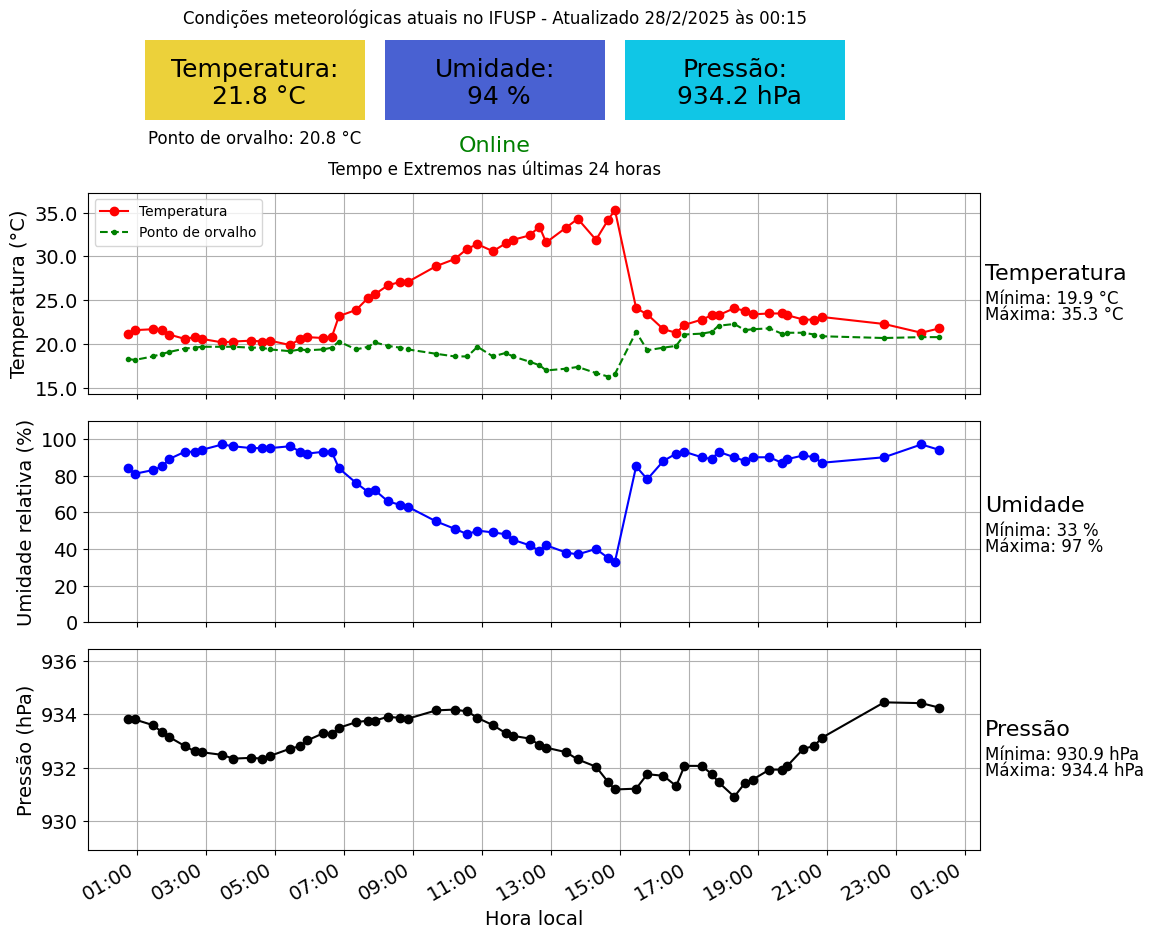 Condições meteorológicas atuais no IFUSP - Atualizado 28/2/2025 às 00:15
Temperatura:
21.8 °C
Umidade:
94 %
Pressão:
934.2 hPa
Ponto de orvalho: 20.8 °C
Online
Tempo e Extremos nas últimas 24 horas
Temperatura (°C)
35.0
30.0
25.0
20.0
15.0
Temperatura
Ponto de orvalho
Temperatura
Mínima: 19.9 °C
Máxima: 35.3 °C
Umidade relativa (%)
100
80
60
40
20
0
Umidade
Mínima: 33 %
Máxima: 97 %
Pressão (hPa)
936
934
932
930
Pressão
Mínima: 930.9 hPa
Máxima: 934.4 hPa
01:00 03:00 05:00 07:00 09:00 11:00 13:00 15:00 17:00 19:00 21:00 23:00 01:00
Hora local